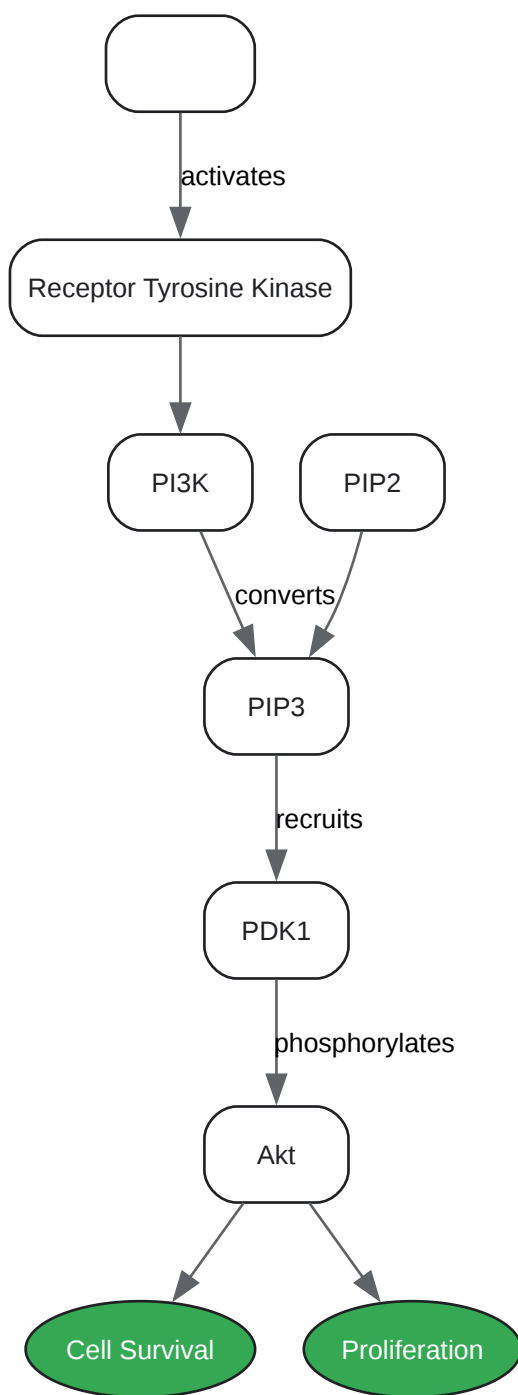 activates
Receptor Tyrosine Kinase
PI3K
PIP2
converts
PIP3
recruits
PDK1
phosphorylates
Akt
Cell Survival
Proliferation